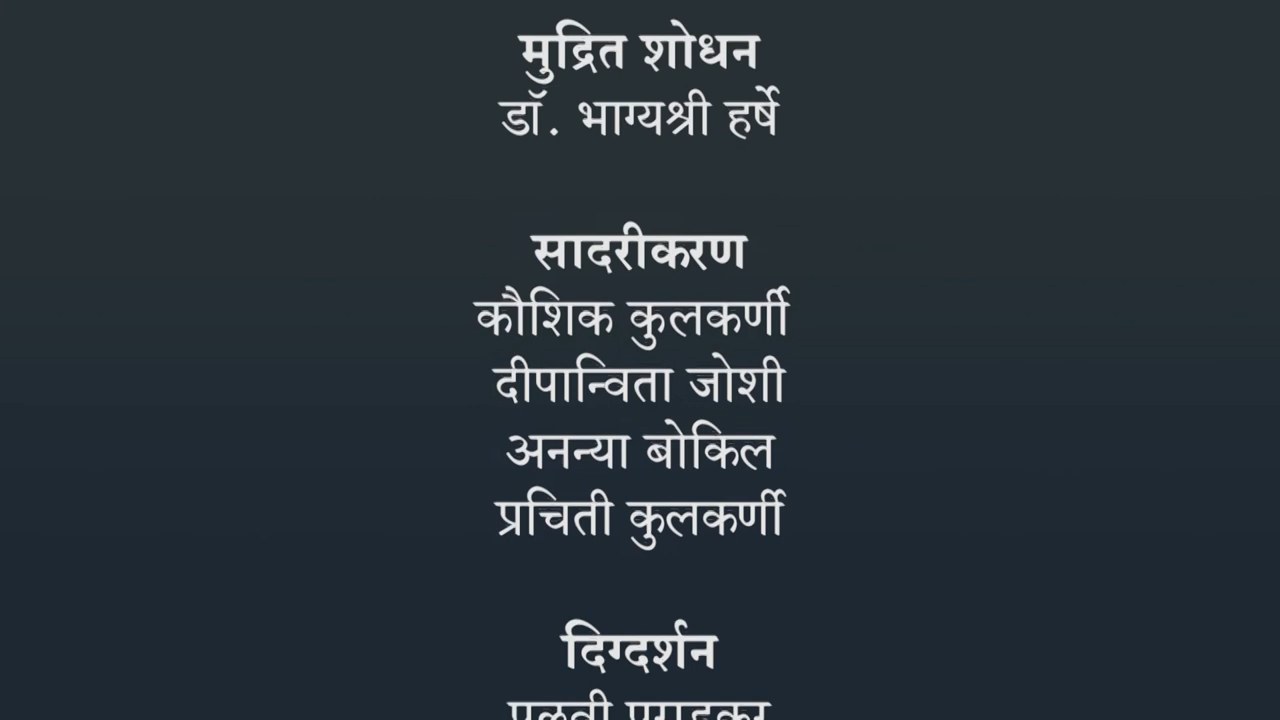 मुद्रित शोधन
डॉ. भाग्यश्री हर्षे
सादरीकरण
कौशिक कुलकर्णी
दीपान्विता जोशी
अनन्या बोकिल
प्रचिती कुलकर्णी
दिग्दर्शन